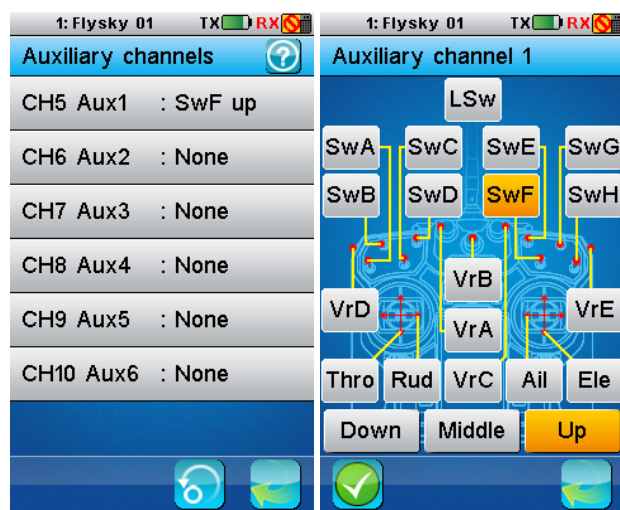 1: Flysky 01 TX RX
Auxiliary channels ?
CH5 Aux1 : SwF up
CH6 Aux2 : None
CH7 Aux3 : None
CH8 Aux4 : None
CH9 Aux5 : None
CH10 Aux6 : None
1: Flysky 01 TX RX
Auxiliary channel 1
LSw
SwA SwC SwE SwG
SwB SwD SwF SwH
VrB
VrD VrE
VrA
Thro Rud VrC Ail Ele
Down Middle Up